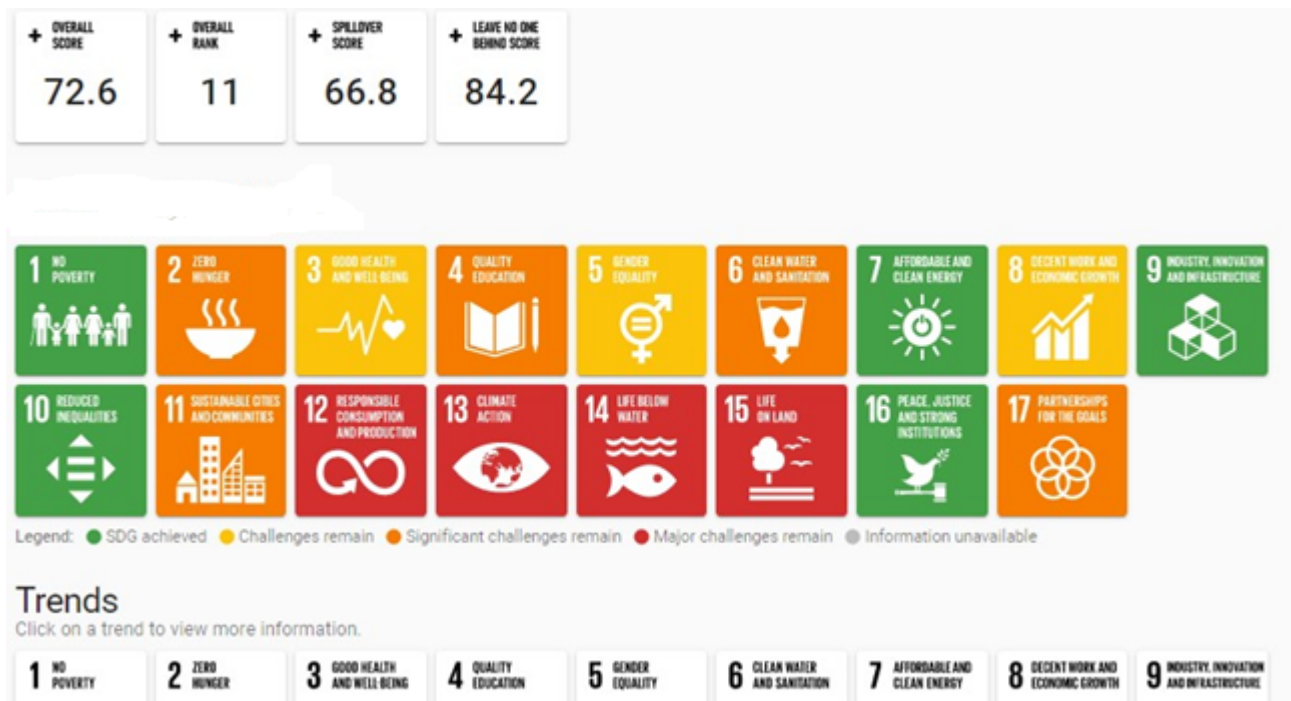 + OVERALL SCORE
72.6
+ OVERALL RANK
11
+ SPILLOVER SCORE
66.8
+ LEAVE NO ONE BEHIND SCORE
84.2
1 NO POVERTY
2 ZERO HUNGER
3 GOOD HEALTH AND WELL-BEING
4 QUALITY EDUCATION
5 GENDER EQUALITY
6 CLEAN WATER AND SANITATION
7 AFFORDABLE AND CLEAN ENERGY
8 DECENT WORK AND ECONOMIC GROWTH
9 INDUSTRY, INNOVATION AND INFRASTRUCTURE
10 REDUCED INEQUALITIES
11 SUSTAINABLE CITIES AND COMMUNITIES
12 RESPONSIBLE CONSUMPTION AND PRODUCTION
13 CLIMATE ACTION
14 LIFE BELOW WATER
15 LIFE ON LAND
16 PEACE, JUSTICE AND STRONG INSTITUTIONS
17 PARTNERSHIPS FOR THE GOALS
Legend: SDG achieved Challenges remain Significant challenges remain Major challenges remain Information unavailable
Trends
Click on a trend to view more information.
1 NO POVERTY
2 ZERO HUNGER
3 GOOD HEALTH AND WELL-BEING
4 QUALITY EDUCATION
5 GENDER EQUALITY
6 CLEAN WATER AND SANITATION
7 AFFORDABLE AND CLEAN ENERGY
8 DECENT WORK AND ECONOMIC GROWTH
9 INDUSTRY, INNOVATION AND INFRASTRUCTURE